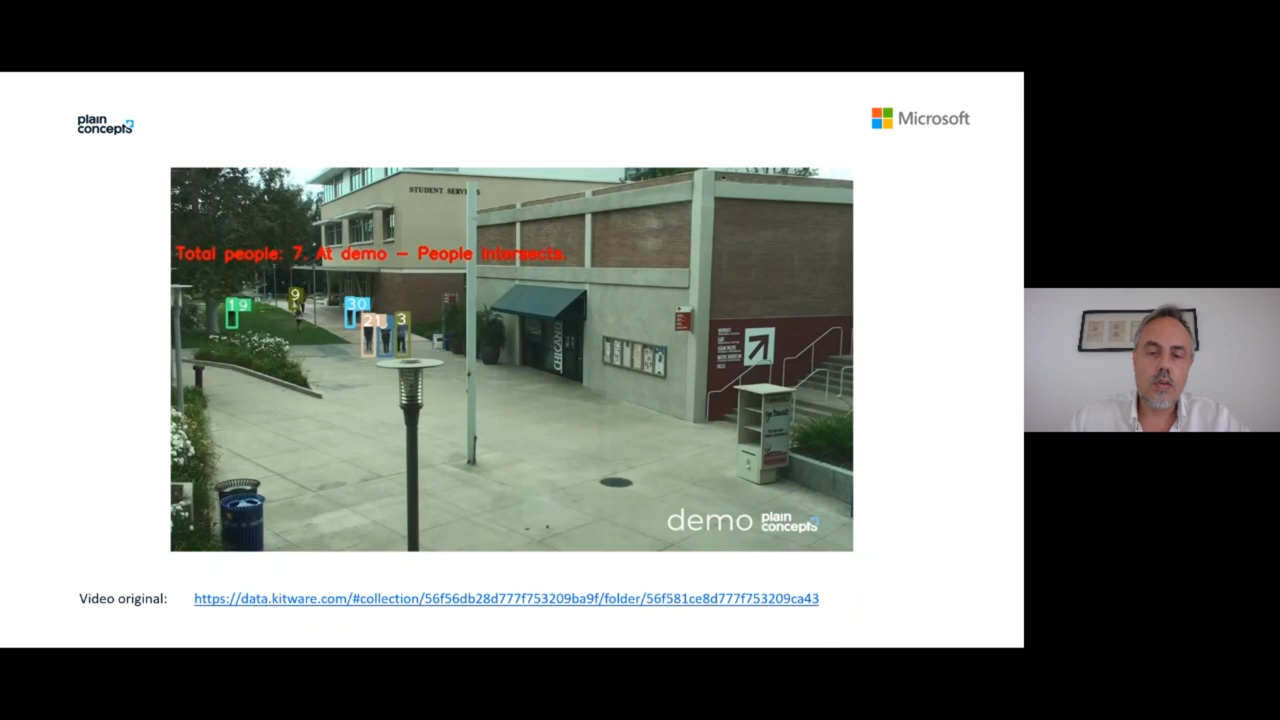 plain
concepts
Microsoft
STUDENT SERVICES
Total people: 7. At demo – People Intersects.
19
9
30
21
3
CHICANO
demo
plain
concepts
Video original: https://data.kitware.com/#collection/56f56db28d777f753209ba9f/folder/56f581ce8d777f753209ca43